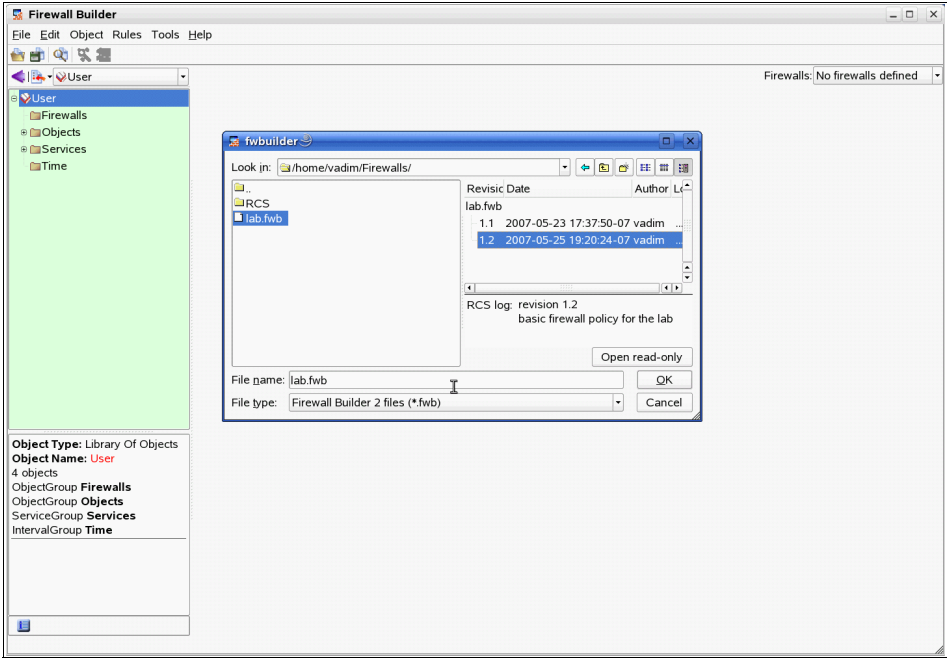 Firewall Builder
File Edit Object Rules Tools Help
User
Firewalls: No firewalls defined
User
Firewalls
Objects
Services
Time
fwbuilder
Look in: /home/vadim/Firewalls/
..
RCS
lab.fwb
Revisic Date Author Lo
lab.fwb
1.1 2007-05-23 17:37:50-07 vadim ...
1.2 2007-05-25 19:20:24-07 vadim ...
RCS log: revision 1.2
basic firewall policy for the lab
Open read-only
File name: lab.fwb
OK
File type: Firewall Builder 2 files (*.fwb)
Cancel
Object Type: Library Of Objects
Object Name: User
4 objects
ObjectGroup Firewalls
ObjectGroup Objects
ServiceGroup Services
IntervalGroup Time